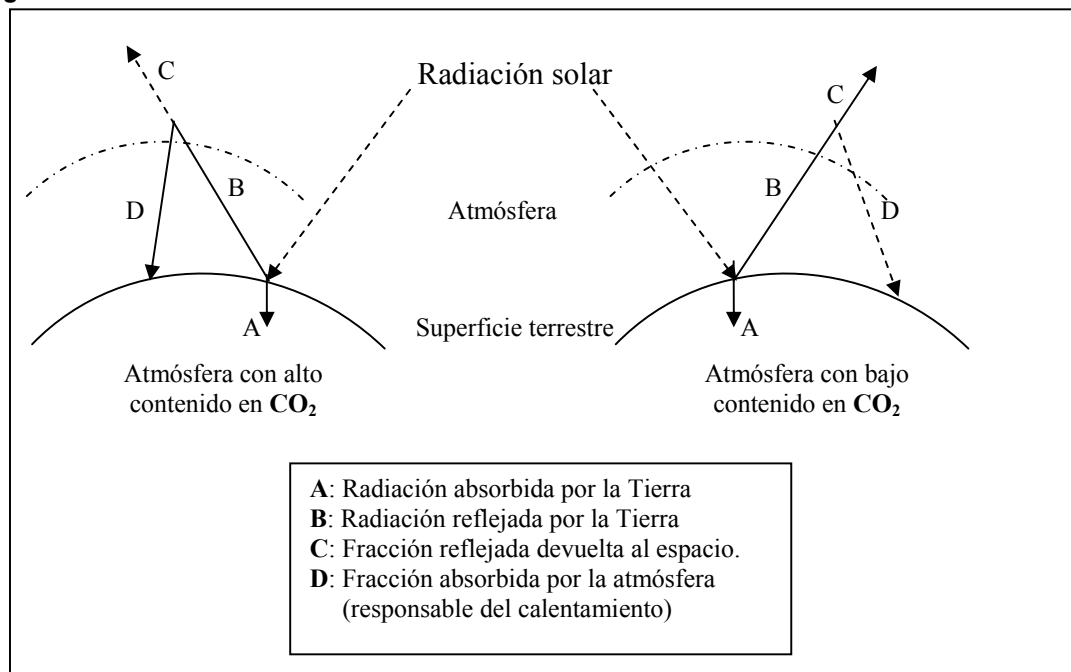 g
C
Radiación solar
C
B
D
Atmósfera
B
D
A
Superficie terrestre
A
Atmósfera con alto
contenido en CO₂
Atmósfera con bajo
contenido en CO₂
A: Radiación absorbida por la Tierra
B: Radiación reflejada por la Tierra
C: Fracción reflejada devuelta al espacio.
D: Fracción absorbida por la atmósfera
(responsable del calentamiento)